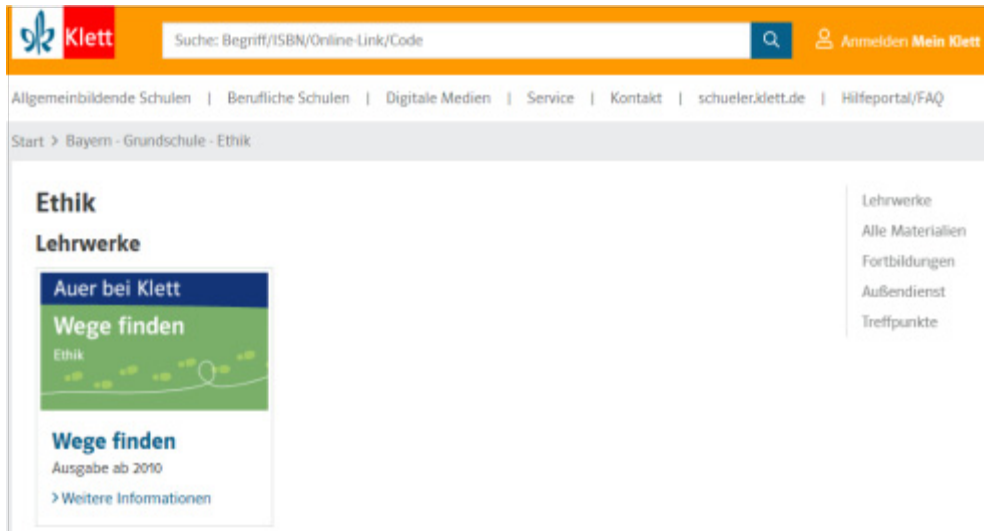 Klett
Suche: Begriff/ISBN/Online-Link/Code
Anmelden Mein Klett
Allgemeinbildende Schulen | Berufliche Schulen | Digitale Medien | Service | Kontakt | schueler.klett.de | Hilfeportal/FAQ
Start > Bayern - Grundschule - Ethik
Ethik
Lehrwerke
Auer bei Klett
Wege finden
Ethik
Wege finden
Ausgabe ab 2010
> Weitere Informationen
Lehrwerke
Alle Materialien
Fortbildungen
Außendienst
Treffpunkte